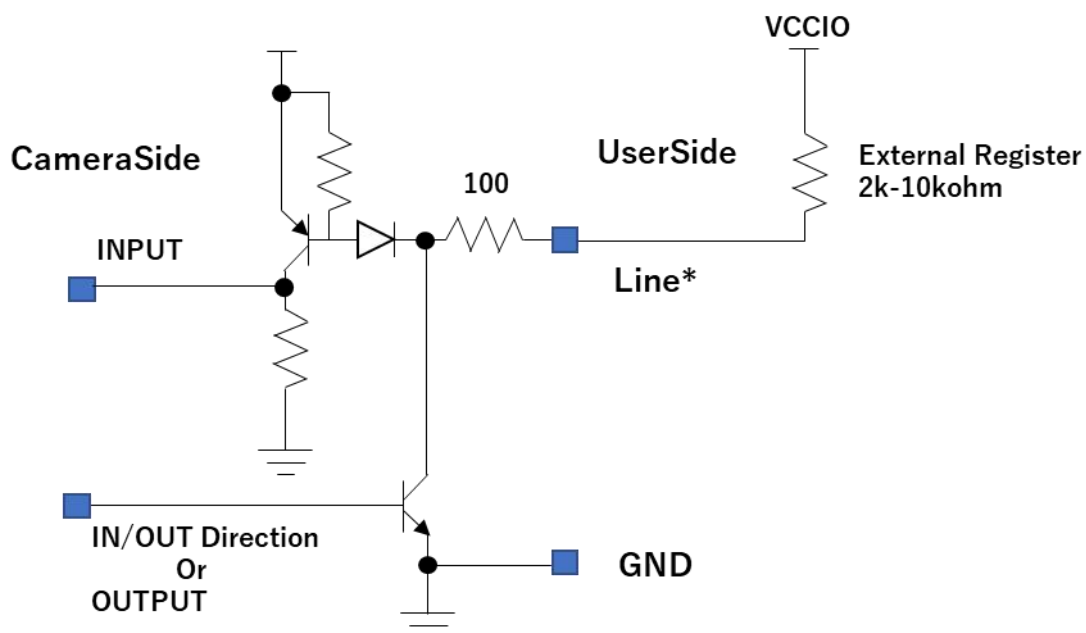 VCCIO
CameraSide
UserSide
External Register
2k-10kohm
100
INPUT
Line*
IN/OUT Direction
Or
OUTPUT
GND